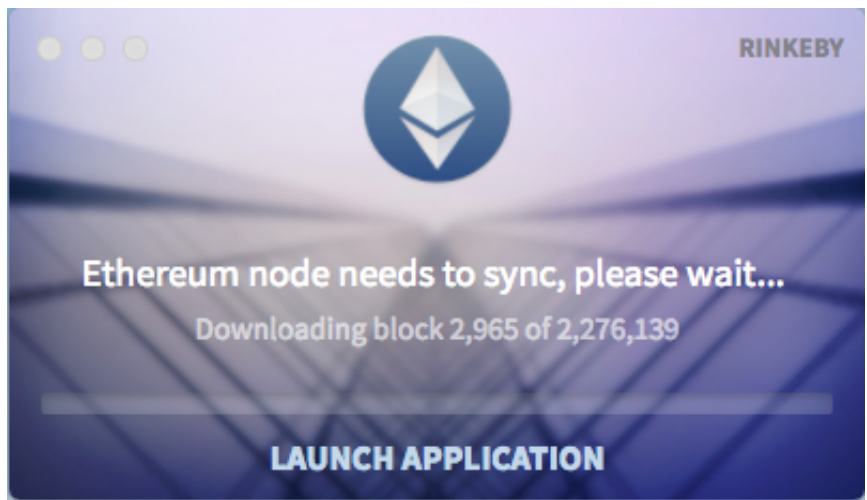 RINKEBY
Ethereum node needs to sync, please wait...
Downloading block 2,965 of 2,276,139
LAUNCH APPLICATION